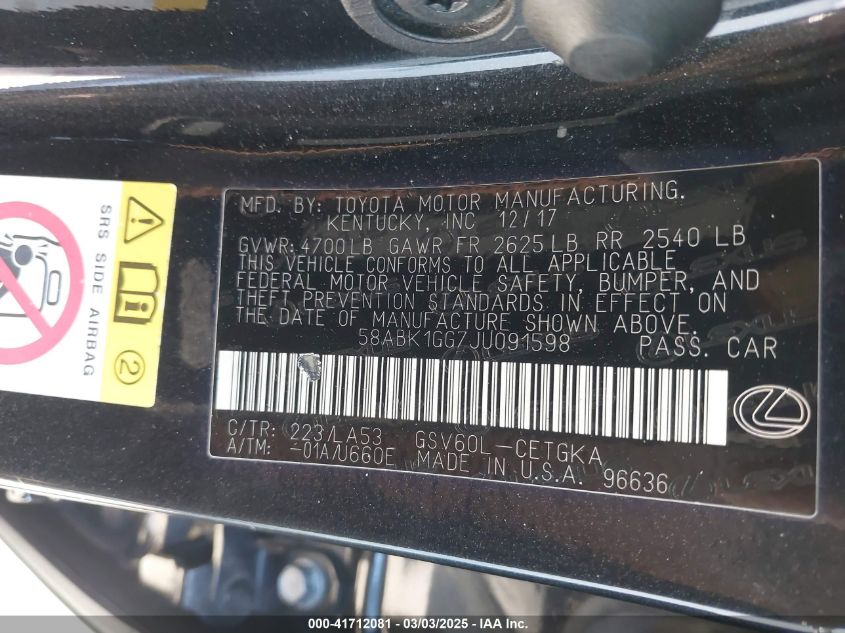 MFD. BY: TOYOTA MOTOR MANUFACTURING.
KENTUCKY, INC 12/17
GVWR: 4700LB GAWR FR 2625LB RR 2540 LB
THIS VEHICLE CONFORMS TO ALL APPLICABLE
FEDERAL MOTOR VEHICLE SAFETY, BUMPER, AND
THEFT PREVENTION STANDARDS IN EFFECT ON
THE DATE OF MANUFACTURE SHOWN ABOVE.
58ABK1GG7JU091598 PASS. CAR
C/TR: 223/LA53 GSV60L-CETGKA
A/TM: -01A/U660E MADE IN U.S.A. 96636
SRS SIDE AIRBAG
2
000-41712081 - 03/03/2025 - IAA Inc.